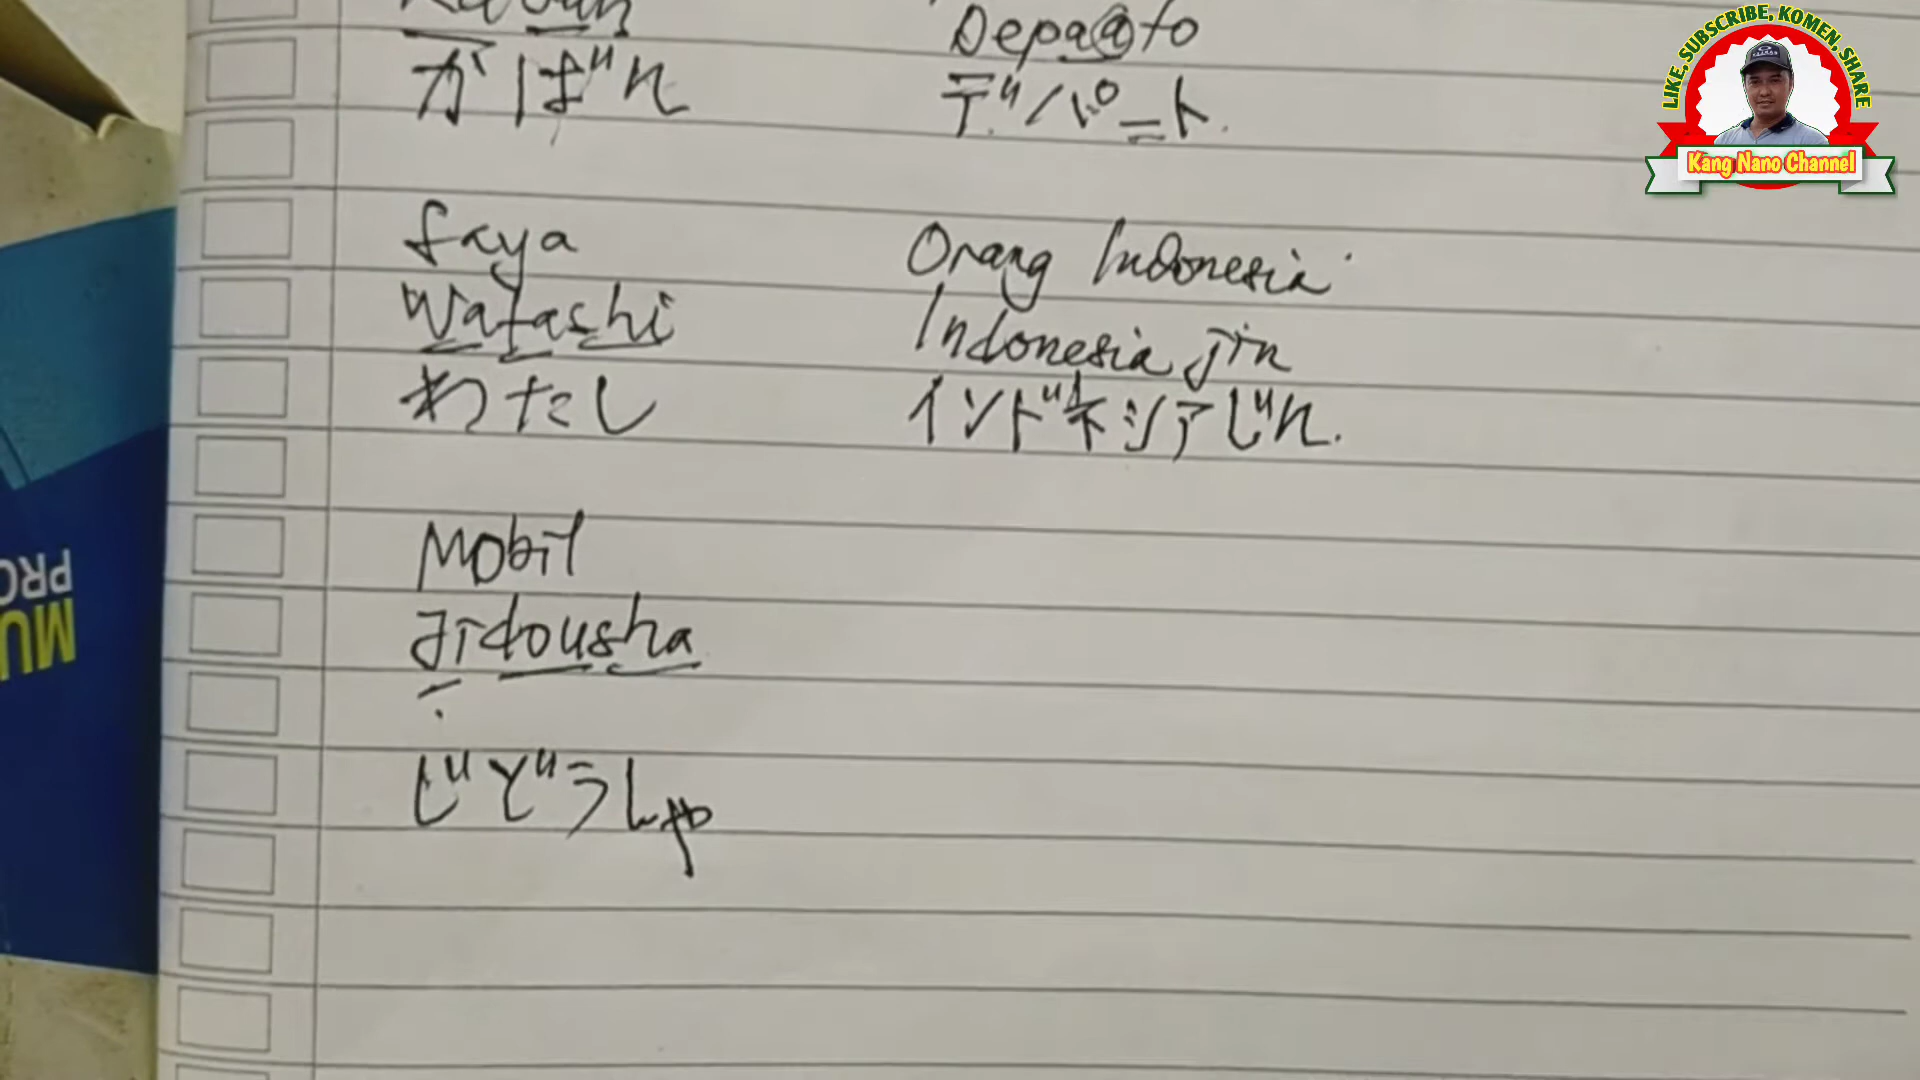 Depaato
がばん
デパート.
Saya
Watashi
わたし
Orang Indonesia
Indonesia jin
インドネシアじん.
Mobil
Jidousha
じどうしゃ
LIKE, SUBSCRIBE, KOMEN, SHARE
Kang Nano Channel
PRO
MU